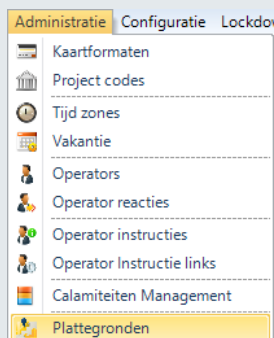 Administratie Configuratie Lockdov
Kaartformaten
Project codes
Tijd zones
Vakantie
Operators
Operator reacties
Operator instructies
Operator Instructie links
Calamiteiten Management
Plattegronden